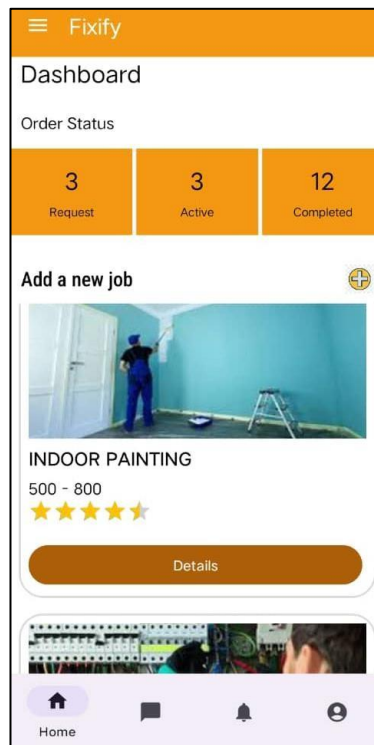 Fixify
Dashboard
Order Status
3 3 12
Request Active Completed
Add a new job
INDOOR PAINTING
500 - 800
Details
Home